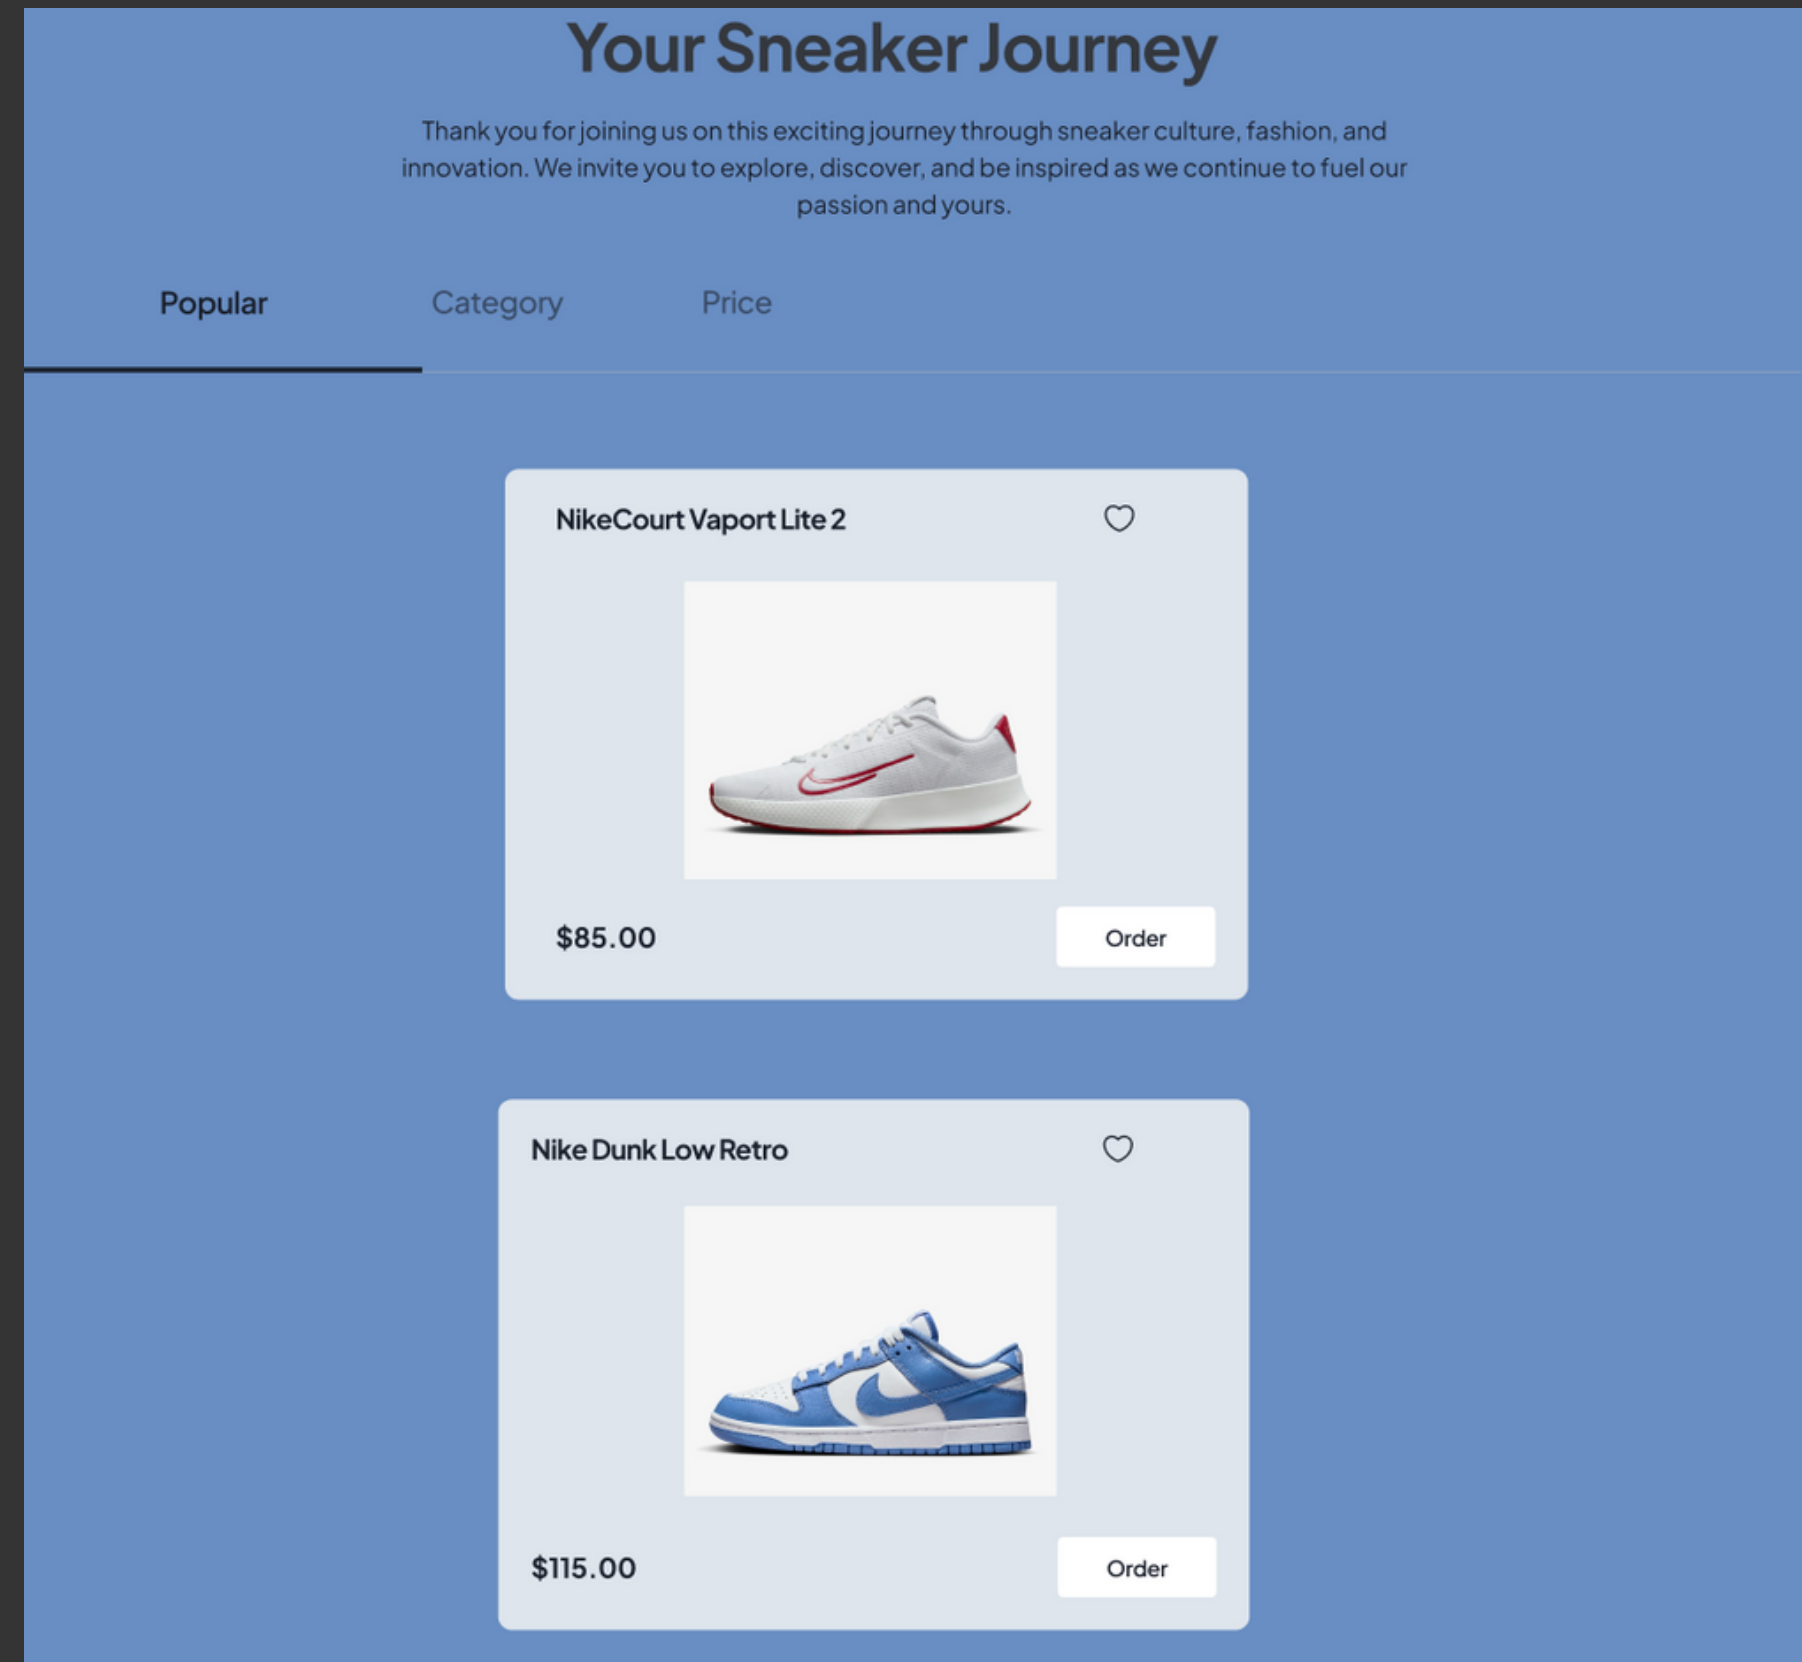 Your Sneaker Journey
Thank you for joining us on this exciting journey through sneaker culture, fashion, and
innovation. We invite you to explore, discover, and be inspired as we continue to fuel our
passion and yours.
Popular Category Price
NikeCourt Vaport Lite 2
$85.00 Order
Nike Dunk Low Retro
$115.00 Order